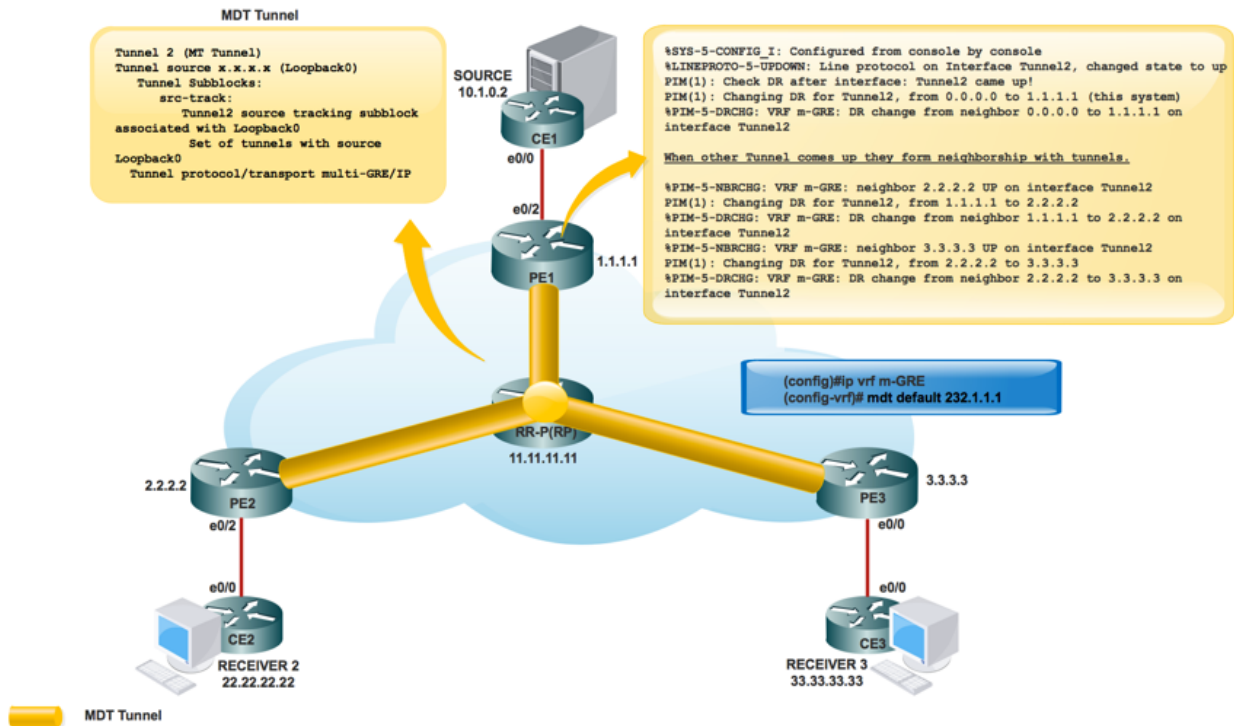 MDT Tunnel
Tunnel 2 (MT Tunnel)
Tunnel source x.x.x.x (Loopback0)
Tunnel Subblocks:
src-track:
Tunnel2 source tracking subblock
associated with Loopback0
Set of tunnels with source
Loopback0
Tunnel protocol/transport multi-GRE/IP
SOURCE
10.1.0.2
CE1
e0/0
e0/2
PE1
1.1.1.1
%SYS-5-CONFIG_I: Configured from console by console
%LINEPROTO-5-UPDOWN: Line protocol on Interface Tunnel2, changed state to up
PIM(1): Check DR after interface: Tunnel2 came up!
PIM(1): Changing DR for Tunnel2, from 0.0.0.0 to 1.1.1.1 (this system)
%PIM-5-DRCHG: VRF m-GRE: DR change from neighbor 0.0.0.0 to 1.1.1.1 on
interface Tunnel2
When other Tunnel comes up they form neighborship with tunnels.
%PIM-5-NBRCHG: VRF m-GRE: neighbor 2.2.2.2 UP on interface Tunnel2
PIM(1): Changing DR for Tunnel2, from 1.1.1.1 to 2.2.2.2
%PIM-5-DRCHG: VRF m-GRE: DR change from neighbor 1.1.1.1 to 2.2.2.2 on
interface Tunnel2
%PIM-5-NBRCHG: VRF m-GRE: neighbor 3.3.3.3 UP on interface Tunnel2
PIM(1): Changing DR for Tunnel2, from 2.2.2.2 to 3.3.3.3
%PIM-5-DRCHG: VRF m-GRE: DR change from neighbor 2.2.2.2 to 3.3.3.3 on
interface Tunnel2
(config)#ip vrf m-GRE
(config-vrf)# mdt default 232.1.1.1
RR-P(RP)
11.11.11.11
2.2.2.2
PE2
e0/2
e0/0
CE2
RECEIVER 2
22.22.22.22
PE3
3.3.3.3
e0/0
e0/0
CE3
RECEIVER 3
33.33.33.33
MDT Tunnel